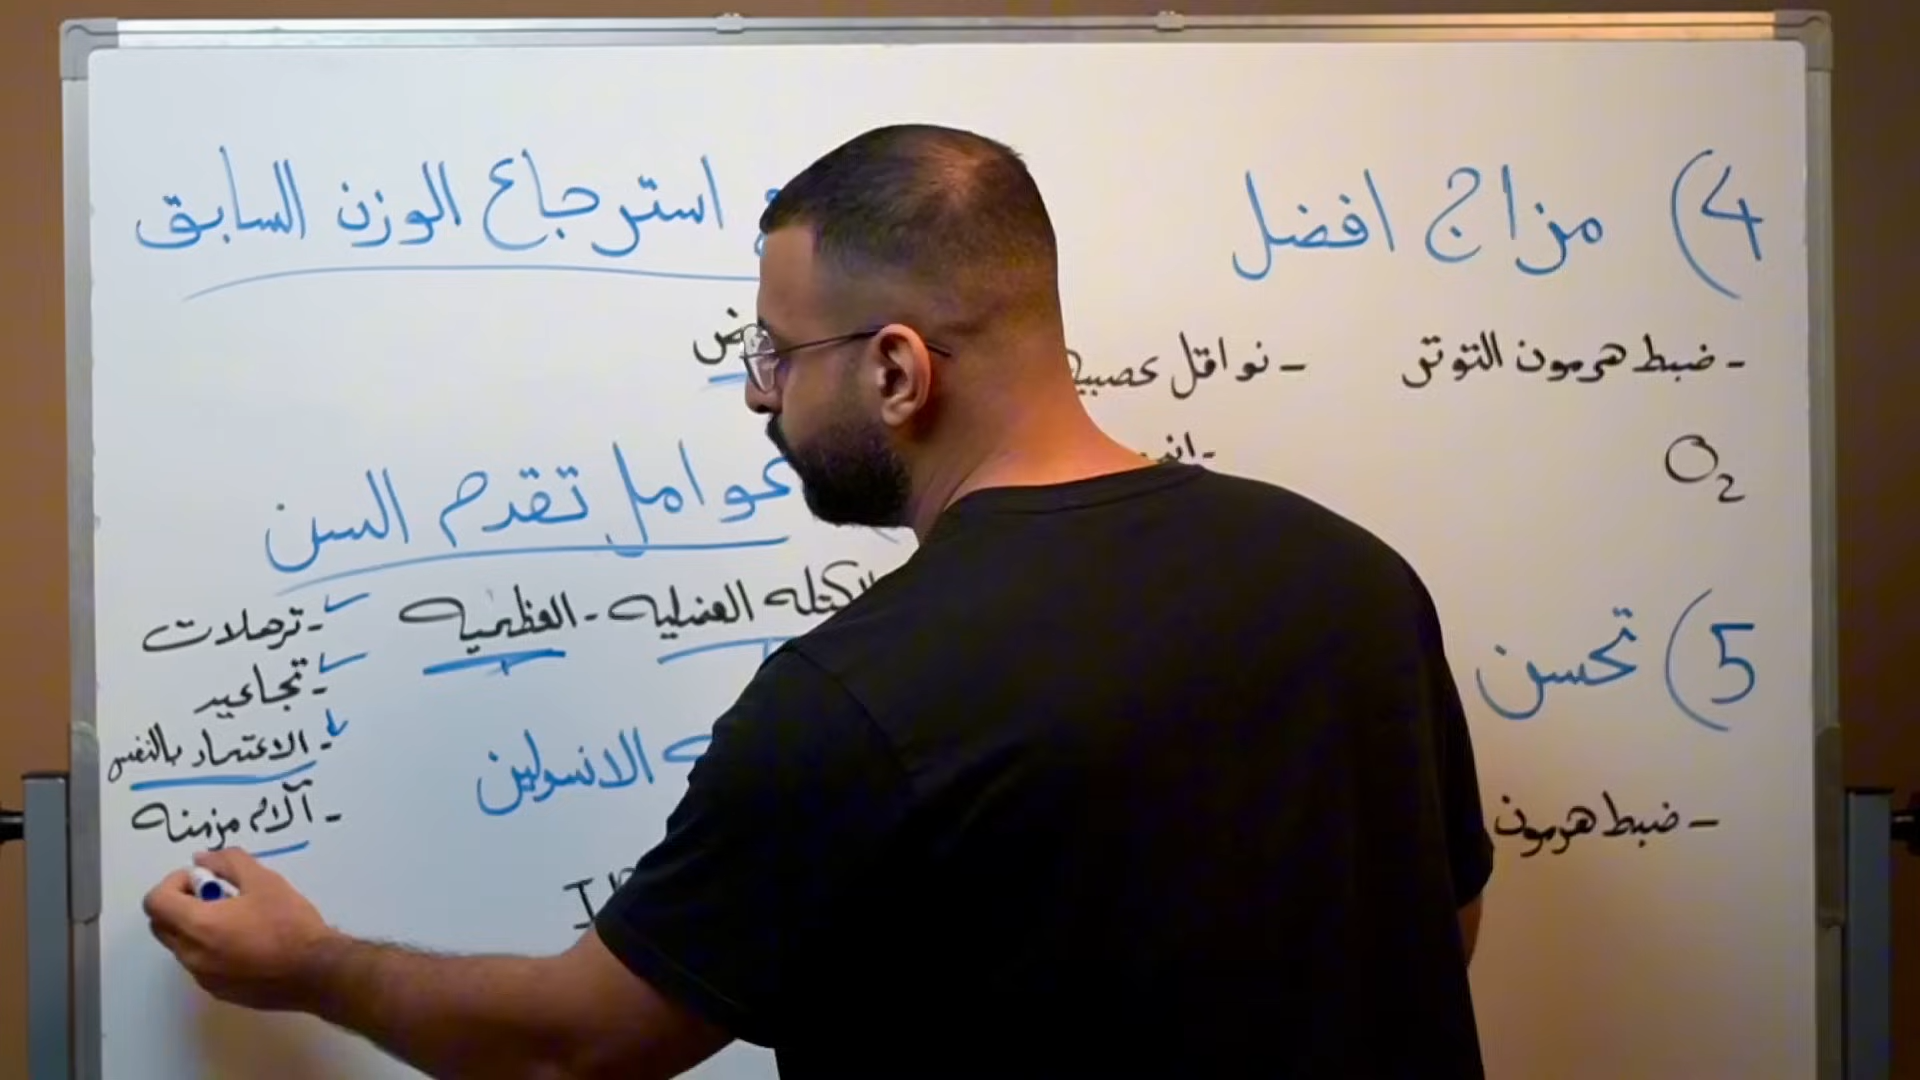 4) مزاج افضل
- ضبط هرمون التوتر
- نواقل عصبية
O2
5) تحسن
- ضبط هرمون
استرجاع الوزن السابق
عوامل تقدم السن
الكتله العضليه - العظميه
- ترهلات
- تجاعيد
- الاعتماد بالنفس
- آلام مزمنه
الانسولين